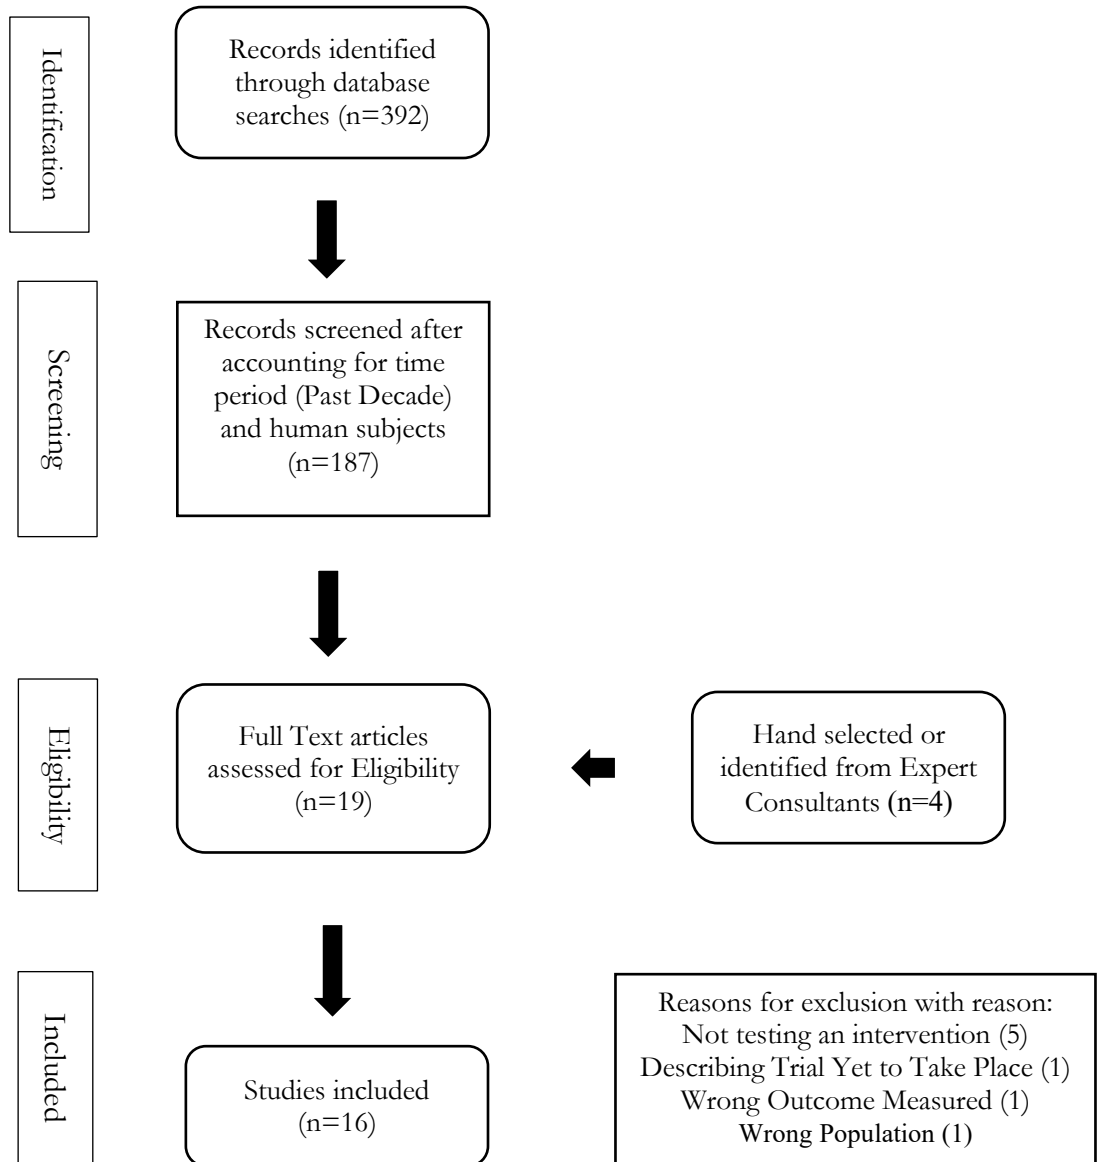 Identification
Records identified
through database
searches (n=392)
Screening
Records screened after
accounting for time
period (Past Decade)
and human subjects
(n=187)
Eligibility
Full Text articles
assessed for Eligibility
(n=19)
Hand selected or
identified from Expert
Consultants (n=4)
Included
Studies included
(n=16)
Reasons for exclusion with reason:
Not testing an intervention (5)
Describing Trial Yet to Take Place (1)
Wrong Outcome Measured (1)
Wrong Population (1)